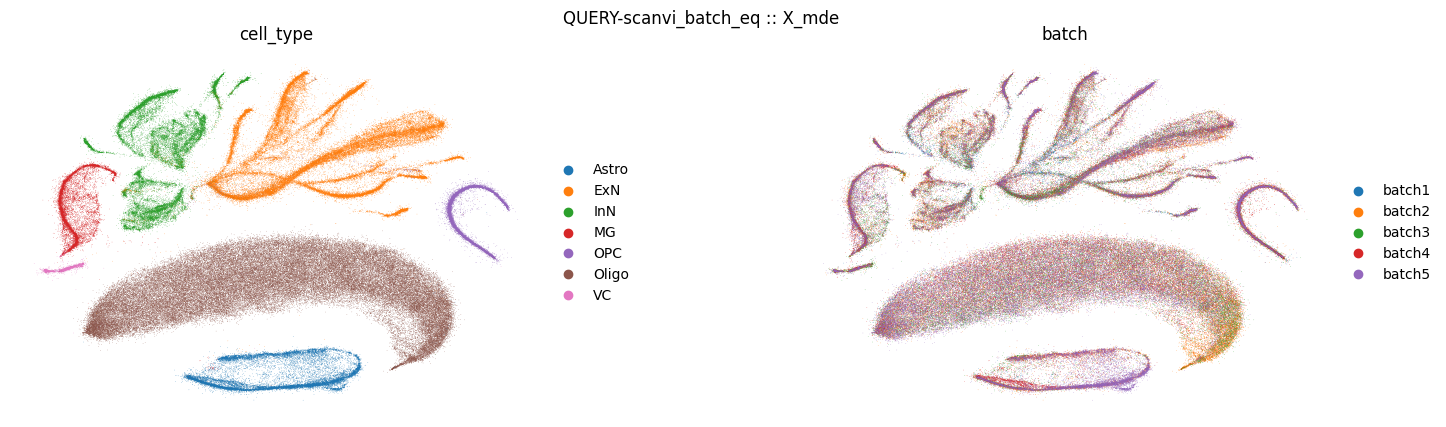 QUERY-scanvi_batch_eq :: X_mde
cell_type
batch
Astro
ExN
InN
MG
OPC
Oligo
VC
batch1
batch2
batch3
batch4
batch5